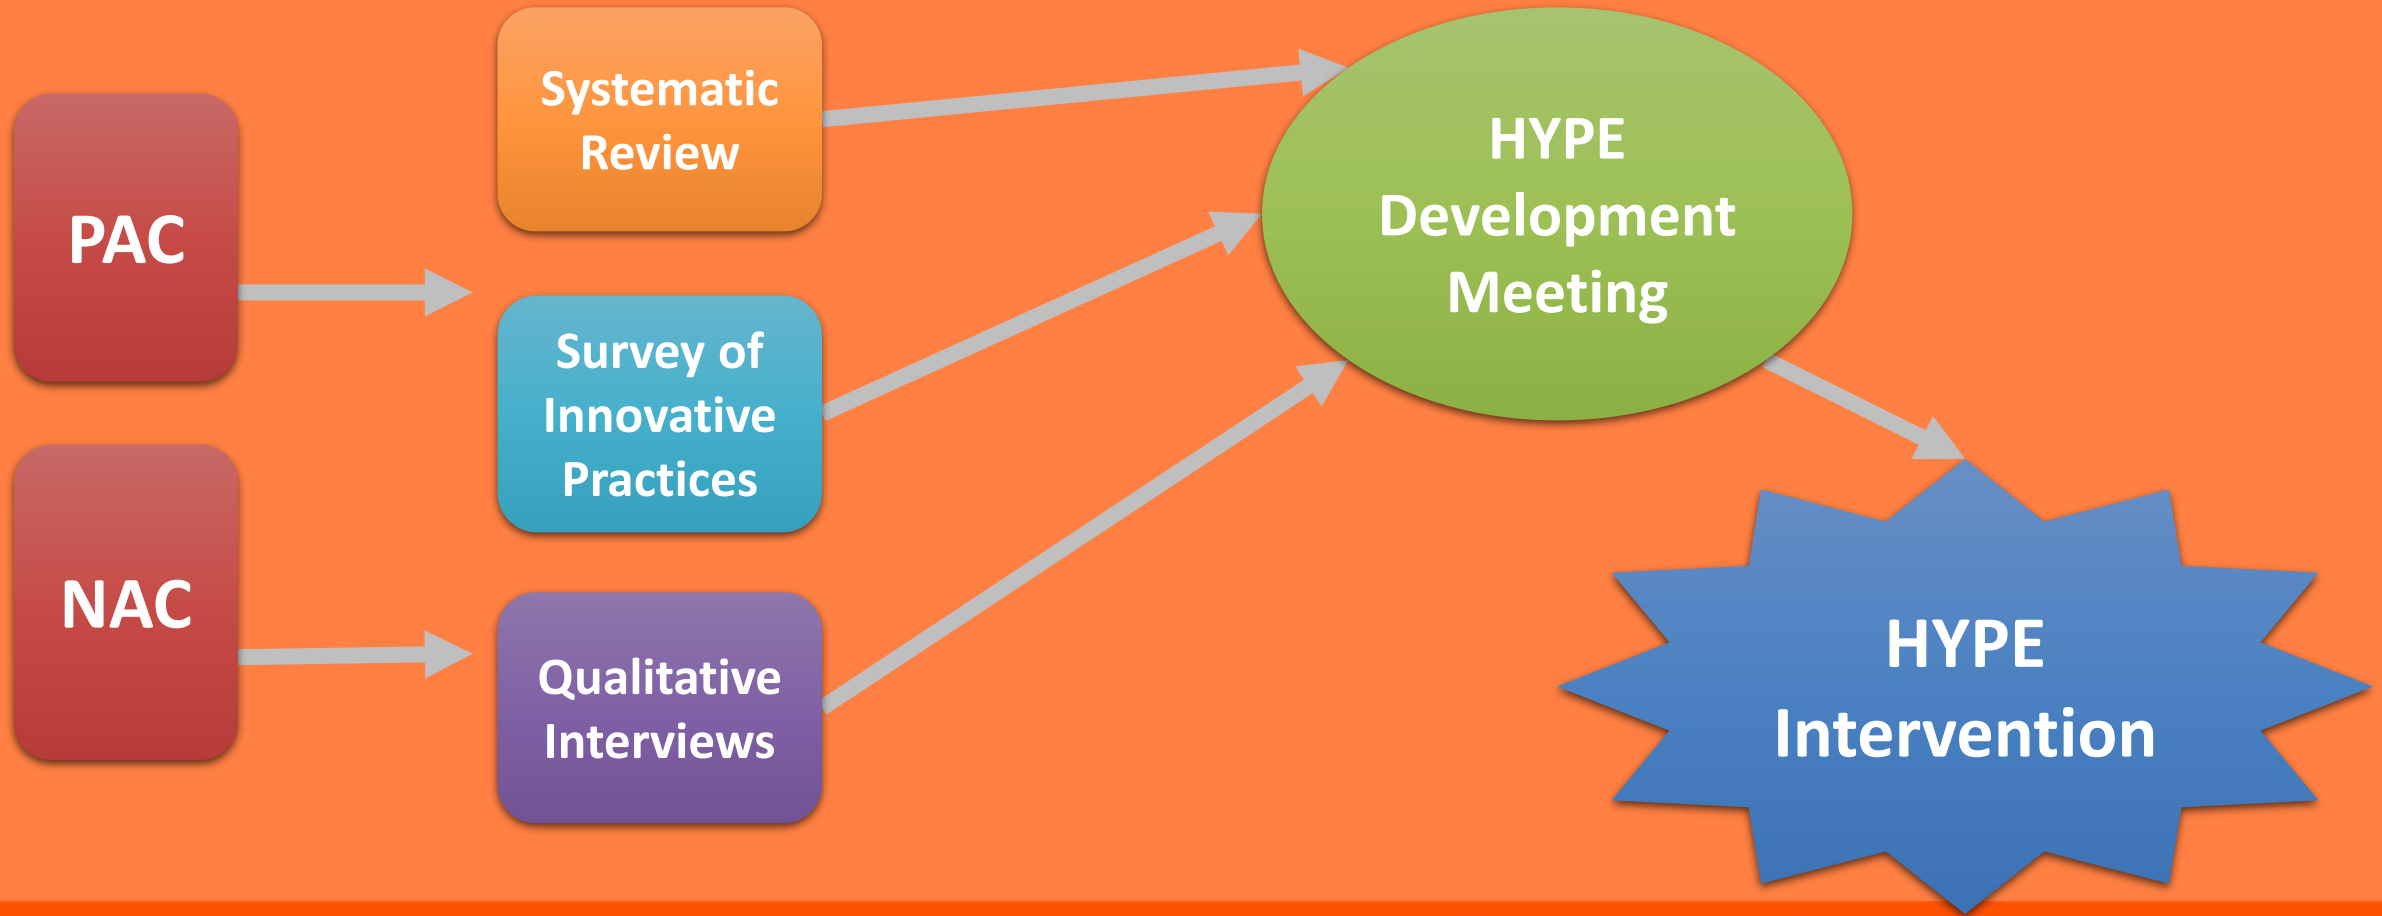 PAC
NAC
Systematic
Review
Survey of
Innovative
Practices
Qualitative
Interviews
HYPE
Development
Meeting
HYPE
Intervention